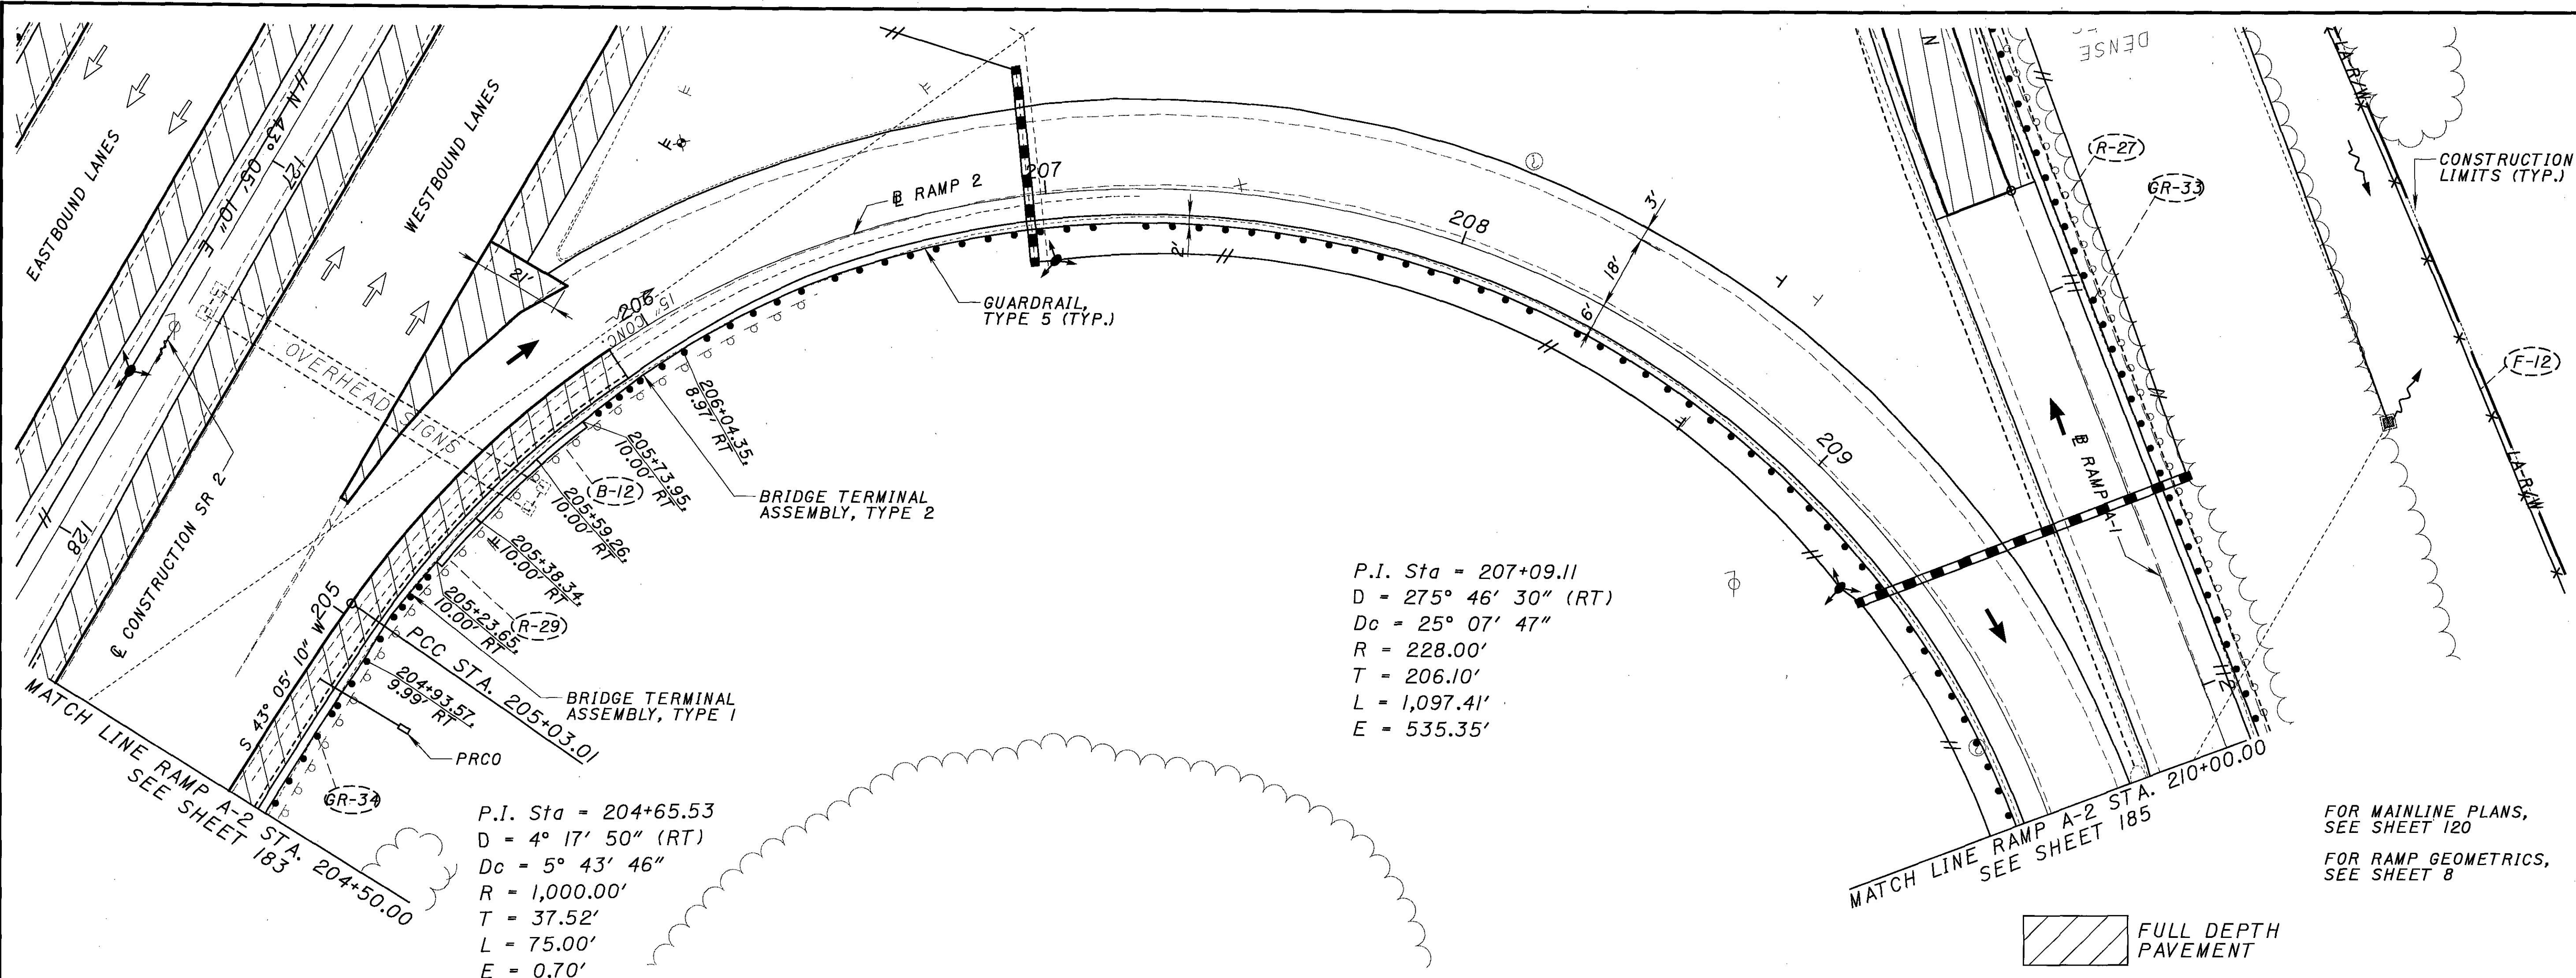 EASTBOUND LANES
N 43° 05' 10" E
127
WESTBOUND LANES
℄ CONSTRUCTION SR 2
128
OVERHEAD SIGNS
21'
206
15" CONC.
℄ RAMP 2
207
2'
GUARDRAIL,
TYPE 5 (TYP.)
208
3'
18'
6'
209
DENSE
N
R-27
GR-33
CONSTRUCTION
LIMITS (TYP.)
LA-R/W
F-12
LA-R/W
℄ RAMP A-1
111
112
206+04.35,
8.97' RT
205+73.95,
10.00' RT
B-12
205+59.26,
10.00' RT
205+38.34,
10.00' RT
205+23.65,
10.00' RT
R-29
BRIDGE TERMINAL
ASSEMBLY, TYPE 2
205
S 43° 05' 10" W
PCC STA. 205+03.01
204+93.57,
9.99' RT
BRIDGE TERMINAL
ASSEMBLY, TYPE 1
PRCO
GR-34
MATCH LINE RAMP A-2 STA. 204+50.00
SEE SHEET 183
P.I. Sta = 204+65.53
D = 4° 17' 50" (RT)
Dc = 5° 43' 46"
R = 1,000.00'
T = 37.52'
L = 75.00'
E = 0.70'
P.I. Sta = 207+09.11
D = 275° 46' 30" (RT)
Dc = 25° 07' 47"
R = 228.00'
T = 206.10'
L = 1,097.41'
E = 535.35'
MATCH LINE RAMP A-2 STA. 210+00.00
SEE SHEET 185
FOR MAINLINE PLANS,
SEE SHEET 120
FOR RAMP GEOMETRICS,
SEE SHEET 8
FULL DEPTH
PAVEMENT